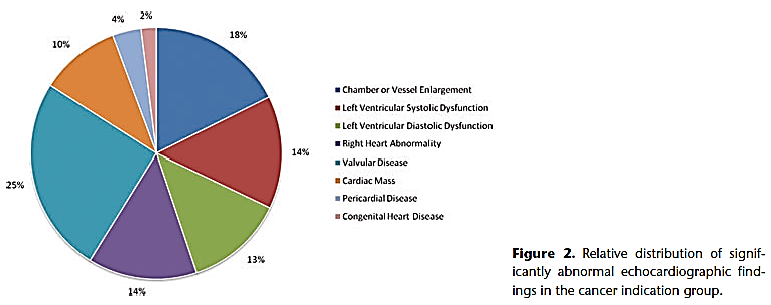 4%
2%
18%
10%
14%
25%
13%
14%
Chamber or Vessel Enlargement
Left Ventricular Systolic Dysfunction
Left Ventricular Diastolic Dysfunction
Right Heart Abnormality
Valvular Disease
Cardiac Mass
Pericardial Disease
Congenital Heart Disease
Figure 2. Relative distribution of signif-
icantly abnormal echocardiographic find-
ings in the cancer indication group.